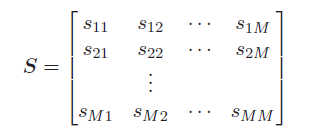 s11 s12 ⋯ s1M
s21 s22 ⋯ s2M
S = ⋮
sM1 sM2 ⋯ sMM